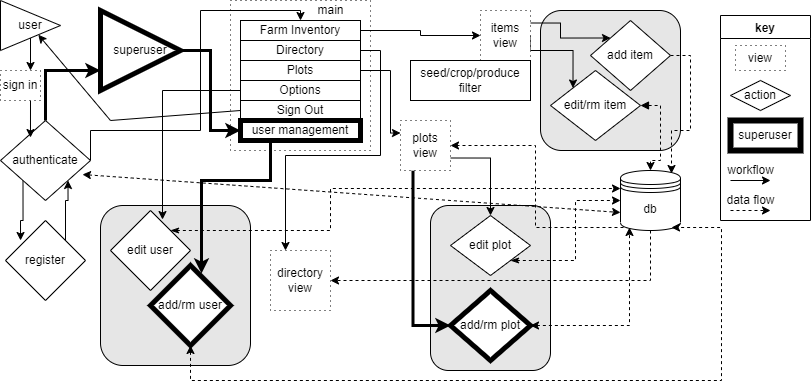 user
sign in
authenticate
register
superuser
main
Farm Inventory
Directory
Plots
Options
Sign Out
user management
items
view
seed/crop/produce
filter
add item
edit/rm item
plots
view
db
edit user
add/rm user
directory
view
edit plot
add/rm plot
key
view
action
superuser
workflow
data flow